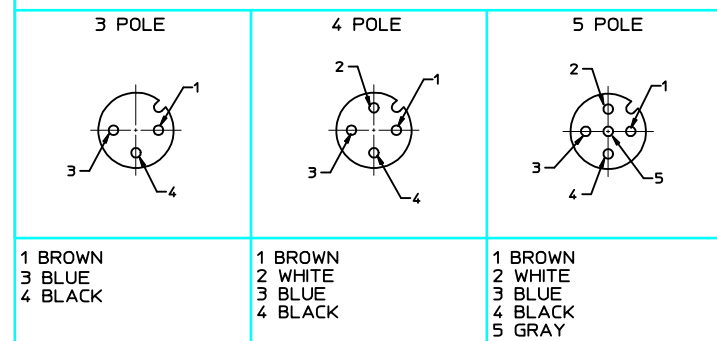 3 POLE
4 POLE
5 POLE
1
3
4
2
1
3
4
2
1
3
4
5
1 BROWN
3 BLUE
4 BLACK
1 BROWN
2 WHITE
3 BLUE
4 BLACK
1 BROWN
2 WHITE
3 BLUE
4 BLACK
5 GRAY